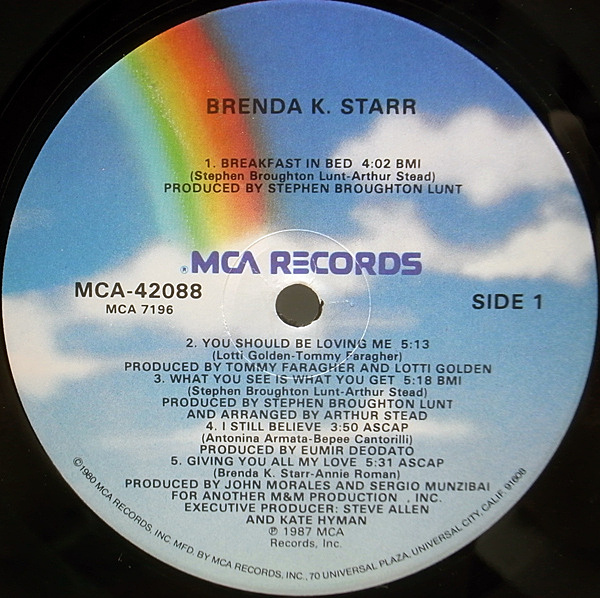 BRENDA K. STARR
1. BREAKFAST IN BED 4:02 BMI
(Stephen Broughton Lunt-Arthur Stead)
PRODUCED BY STEPHEN BROUGHTON LUNT
® MCA RECORDS
MCA-42088
MCA 7196
SIDE 1
2. YOU SHOULD BE LOVING ME 5:13
(Lotti Golden-Tommy Faragher)
PRODUCED BY TOMMY FARAGHER AND LOTTI GOLDEN
3. WHAT YOU SEE IS WHAT YOU GET 5:18 BMI
(Stephen Broughton Lunt-Arthur Stead)
PRODUCED BY STEPHEN BROUGHTON LUNT
AND ARRANGED BY ARTHUR STEAD
4. I STILL BELIEVE 3:50 ASCAP
(Antonina Armata-Bepee Cantorilli)
PRODUCED BY EUMIR DEODATO
5. GIVING YOU ALL MY LOVE 5:31 ASCAP
(Brenda K. Starr-Annie Roman)
PRODUCED BY JOHN MORALES AND SERGIO MUNZIBAI
FOR ANOTHER M&M PRODUCTION , INC.
EXECUTIVE PRODUCER: STEVE ALLEN
AND KATE HYMAN
℗ 1987 MCA
Records, Inc.
©1980 MCA RECORDS, INC. MFD. BY MCA RECORDS, INC., 70 UNIVERSAL PLAZA, UNIVERSAL CITY, CALIF. 91608